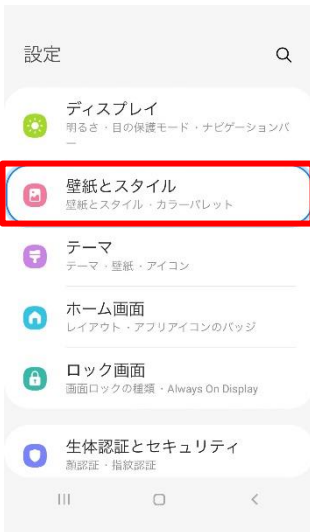 設定
ディスプレイ
明るさ・目の保護モード・ナビゲーションバ
ー
壁紙とスタイル
壁紙とスタイル・カラーパレット
テーマ
テーマ・壁紙・アイコン
ホーム画面
レイアウト・アプリアイコンのバッジ
ロック画面
画面ロックの種類・Always On Display
生体認証とセキュリティ
顔認証・指紋認証